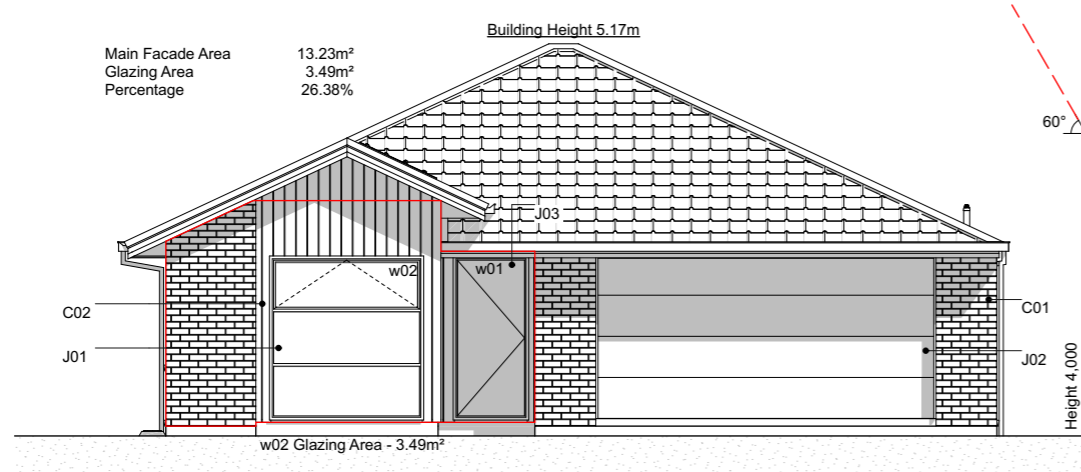 Building Height 5.17m
Main Facade Area 13.23m²
Glazing Area 3.49m²
Percentage 26.38%
60°
J03
w02
w01
C02
C01
J01
J02
Height 4,000
w02 Glazing Area - 3.49m²